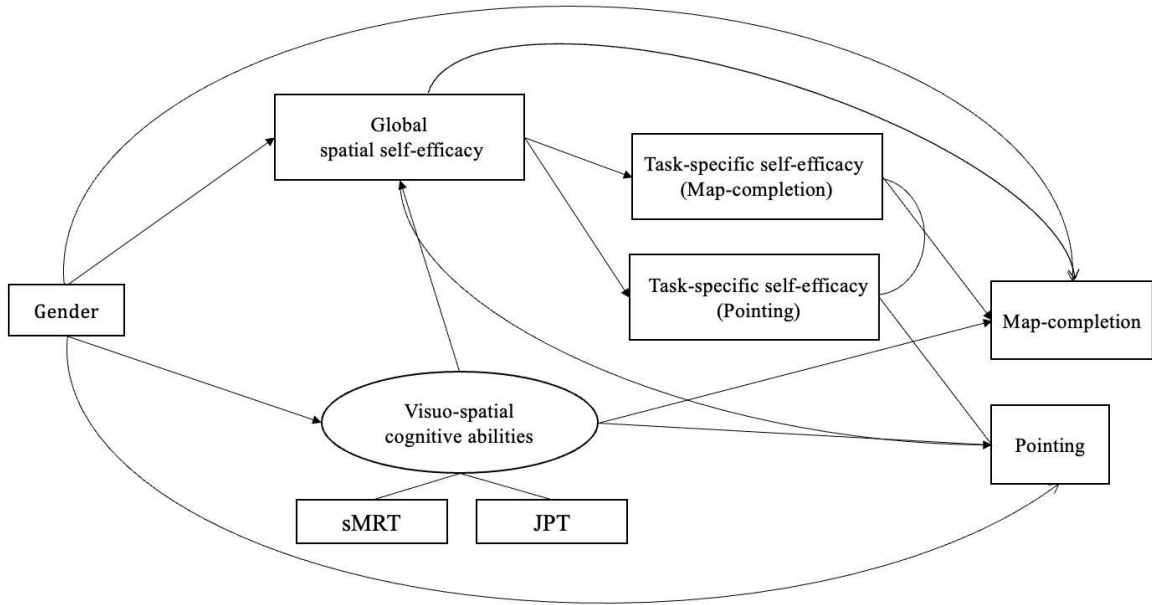 Global
spatial self-efficacy
Task-specific self-efficacy
(Map-completion)
Task-specific self-efficacy
(Pointing)
Gender
Map-completion
Visuo-spatial
cognitive abilities
Pointing
sMRT
JPT